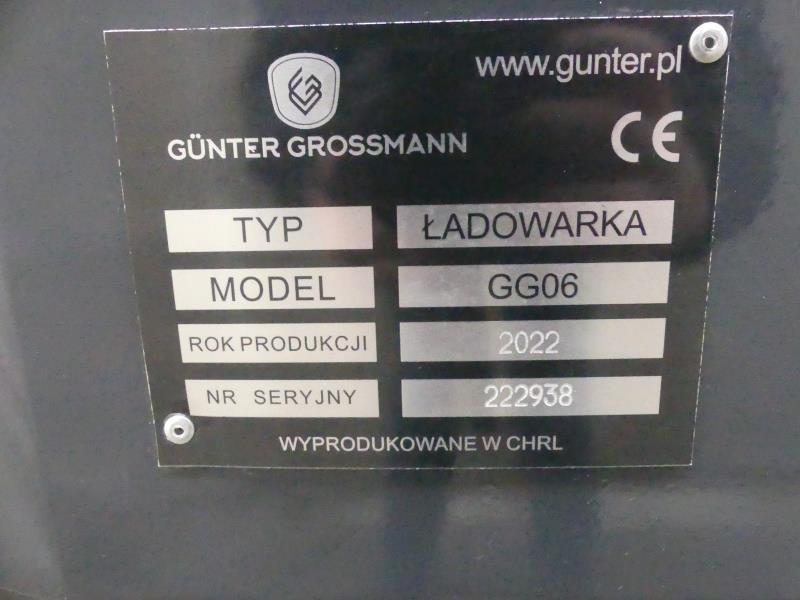 www.gunter.pl
GÜNTER GROSSMANN
CE
TYP ŁADOWARKA
MODEL GG06
ROK PRODUKCJI 2022
NR SERYJNY 222938
WYPRODUKOWANE W CHRL